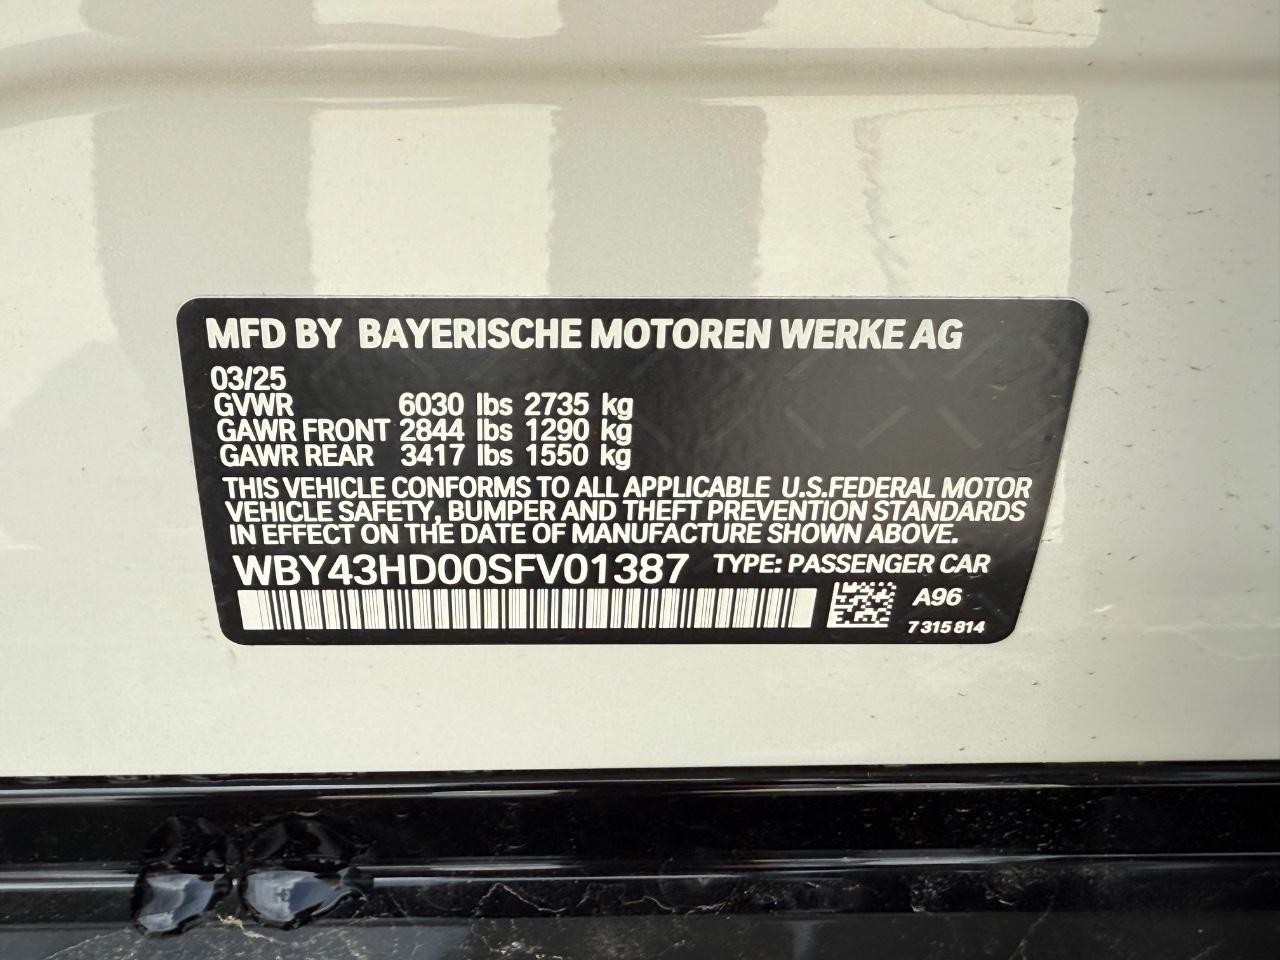 MFD BY BAYERISCHE MOTOREN WERKE AG
03/25
GVWR 6030 lbs 2735 kg
GAWR FRONT 2844 lbs 1290 kg
GAWR REAR 3417 lbs 1550 kg
THIS VEHICLE CONFORMS TO ALL APPLICABLE U.S.FEDERAL MOTOR
VEHICLE SAFETY, BUMPER AND THEFT PREVENTION STANDARDS
IN EFFECT ON THE DATE OF MANUFACTURE SHOWN ABOVE.
WBY43HD00SFV01387 TYPE: PASSENGER CAR
A96
7 315 814